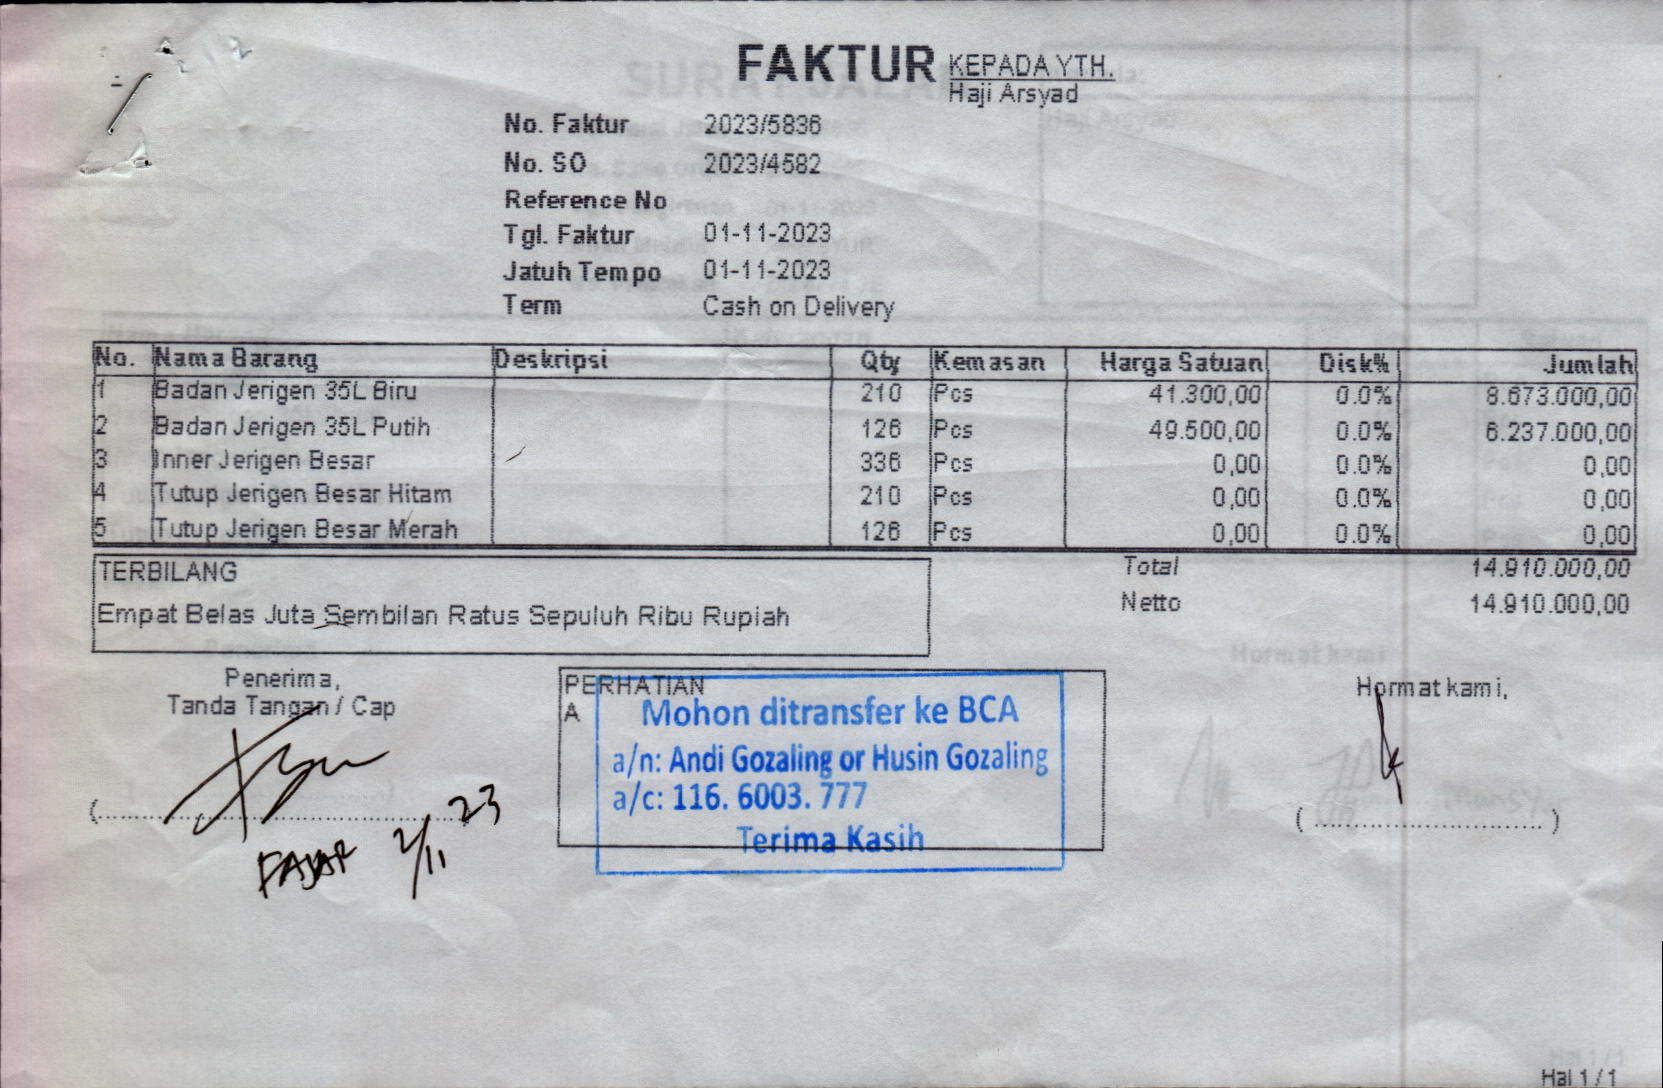 FAKTUR
KEPADA YTH.
Haji Arsyad
No. Faktur 2023/5836
No. SO 2023/4582
Reference No
Tgl. Faktur 01-11-2023
Jatuh Tempo 01-11-2023
Term Cash on Delivery
No. Nama Barang Deskripsi Qty Kemasan Harga Satuan Disk% Jumlah
1 Badan Jerigen 35L Biru 210 Pcs 41.300,00 0.0% 8.673.000,00
2 Badan Jerigen 35L Putih 126 Pcs 49.500,00 0.0% 6.237.000,00
3 Inner Jerigen Besar 336 Pcs 0,00 0.0% 0,00
4 Tutup Jerigen Besar Hitam 210 Pcs 0,00 0.0% 0,00
5 Tutup Jerigen Besar Merah 126 Pcs 0,00 0.0% 0,00
TERBILANG
Empat Belas Juta Sembilan Ratus Sepuluh Ribu Rupiah
Total 14.910.000,00
Netto 14.910.000,00
Penerima,
Tanda Tangan / Cap
FAJAR 2/11 23
PERHATIAN
A
Mohon ditransfer ke BCA
a/n: Andi Gozaling or Husin Gozaling
a/c: 116. 6003. 777
Terima Kasih
Hormat kami,
Hal 1 / 1